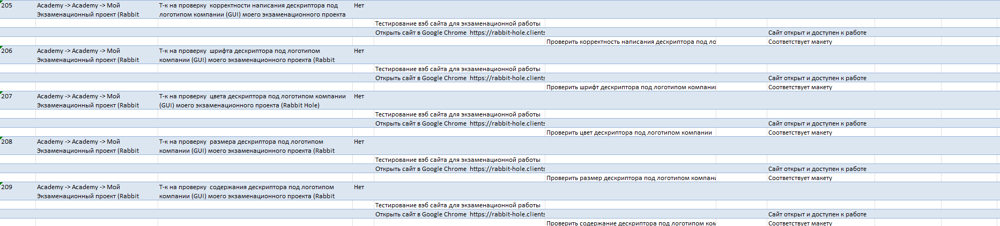 205 Academy -> Academy -> Мой Т-к на проверку корректности написания дескриптора под Нет
Экзаменационный проект (Rabbit логотипом компании (GUI) моего экзаменационного проекта
Тестирование вэб сайта для экзаменационной работы
Открыть сайт в Google Chrome https://rabbit-hole.clients Сайт открыт и доступен к работе
Проверить корректность написания дескриптора под ло Соответствует макету
206 Academy -> Academy -> Мой Т-к на проверку шрифта дескриптора под логотипом Нет
Экзаменационный проект (Rabbit компании (GUI) моего экзаменационного проекта (Rabbit
Тестирование вэб сайта для экзаменационной работы
Открыть сайт в Google Chrome https://rabbit-hole.clients Сайт открыт и доступен к работе
Проверить шрифт дескриптора под логотипом компании Соответствует макету
207 Academy -> Academy -> Мой Т-к на проверку цвета дескриптора под логотипом компании Нет
Экзаменационный проект (Rabbit (GUI) моего экзаменационного проекта (Rabbit Hole)
Тестирование вэб сайта для экзаменационной работы
Открыть сайт в Google Chrome https://rabbit-hole.clients Сайт открыт и доступен к работе
Проверить цвет дескриптора под логотипом компании Соответствует макету
208 Academy -> Academy -> Мой Т-к на проверку размера дескриптора под логотипом Нет
Экзаменационный проект (Rabbit компании (GUI) моего экзаменационного проекта (Rabbit
Тестирование вэб сайта для экзаменационной работы
Открыть сайт в Google Chrome https://rabbit-hole.clients Сайт открыт и доступен к работе
Проверить размер дескриптора под логотипом компани Соответствует макету
209 Academy -> Academy -> Мой Т-к на проверку содержания дескриптора под логотипом Нет
Экзаменационный проект (Rabbit компании (GUI) моего экзаменационного проекта (Rabbit
Тестирование вэб сайта для экзаменационной работы
Открыть сайт в Google Chrome https://rabbit-hole.clients Сайт открыт и доступен к работе
Проверить содержание дескриптора под логотипом ком Соответствует макету